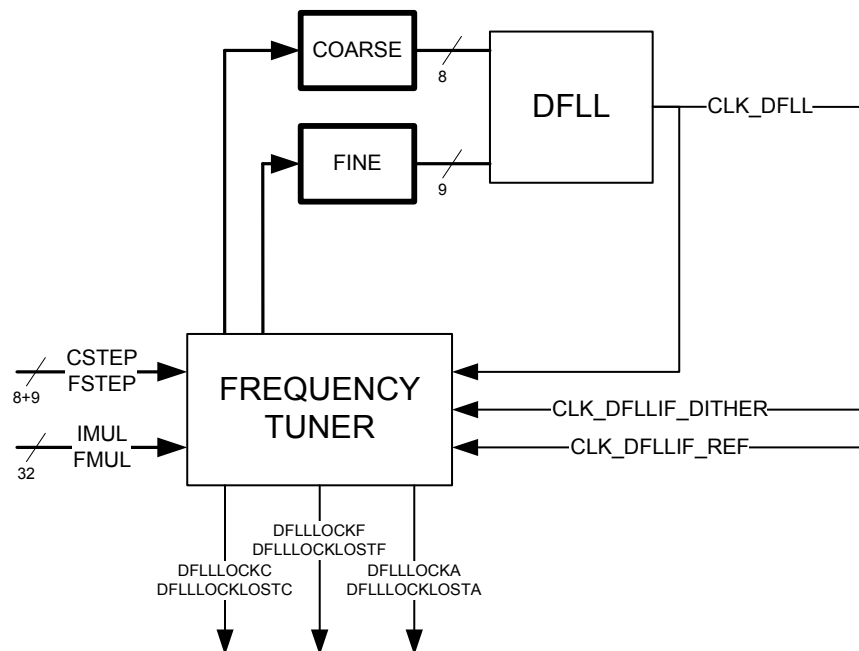 COARSE
8
DFLL
CLK_DFLL
FINE
9
CSTEP
FSTEP
8+9
FREQUENCY
TUNER
IMUL
FMUL
32
CLK_DFLLIF_DITHER
CLK_DFLLIF_REF
DFLLLOCKF
DFLLLOCKLOSTF
DFLLLOCKC
DFLLLOCKLOSTC
DFLLLOCKA
DFLLLOCKLOSTA